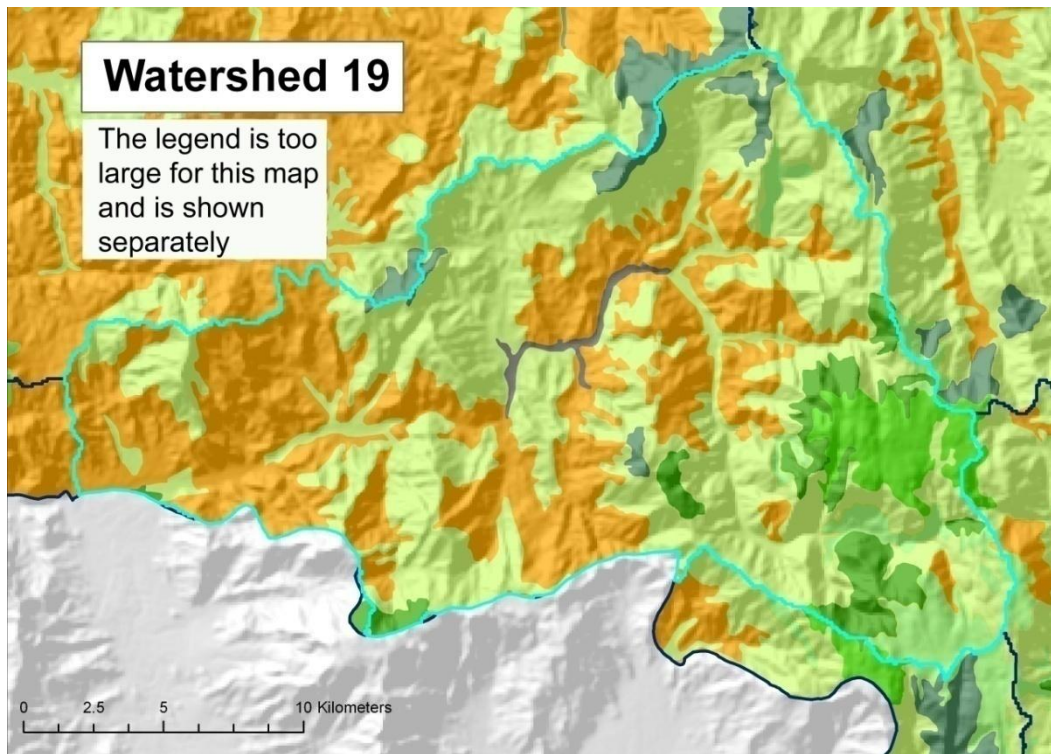 Watershed 19
The legend is too
large for this map
and is shown
separately
0 2.5 5 10 Kilometers